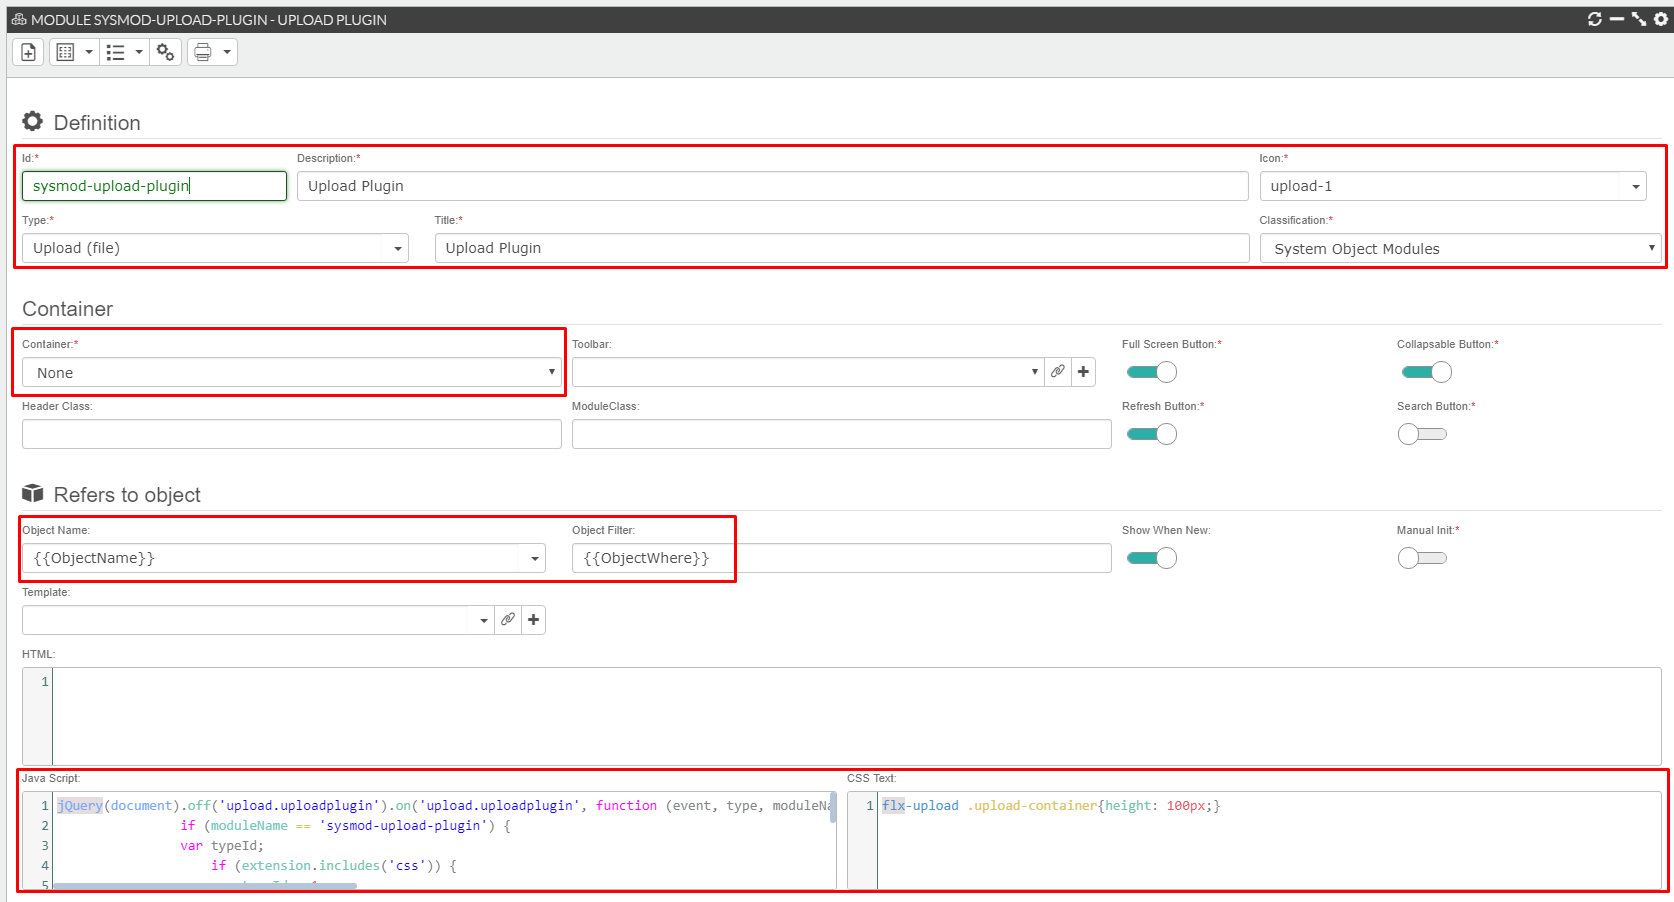 MODULE SYSMOD-UPLOAD-PLUGIN - UPLOAD PLUGIN
Definition
Id:* Description:* Icon:*
sysmod-upload-plugin Upload Plugin upload-1
Type:* Title:* Classification:*
Upload (file) Upload Plugin System Object Modules
Container
Container:* Toolbar: Full Screen Button:* Collapsable Button:*
None
Header Class: ModuleClass: Refresh Button:* Search Button:*
Refers to object
Object Name: Object Filter: Show When New: Manual Init:*
{{ObjectName}} {{ObjectWhere}}
Template:
HTML:
1
Java Script: CSS Text:
1 jQuery(document).off('upload.uploadplugin').on('upload.uploadplugin', function (event, type, moduleNa 1 flx-upload .upload-container{height: 100px;}
2 if (moduleName == 'sysmod-upload-plugin') {
3 var typeId;
4 if (extension.includes('css')) {
5